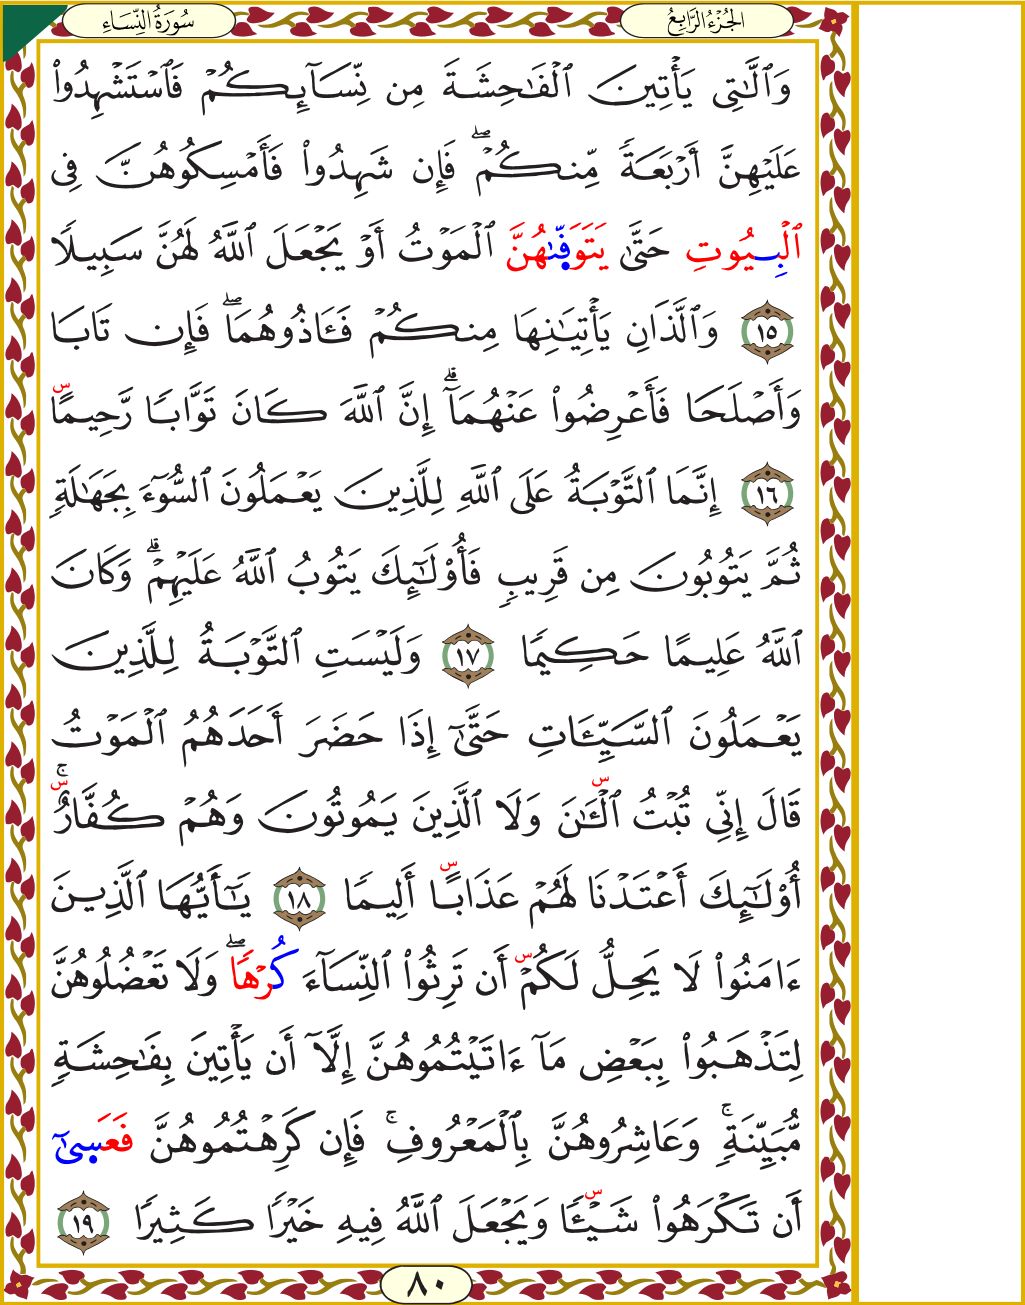 الجُزْءُ الرَّابِعُ
سُورَةُ النِّسَاءِ
وَٱلَّٰتِي يَأْتِينَ ٱلْفَٰحِشَةَ مِن نِّسَآئِكُمْ فَٱسْتَشْهِدُوا۟
عَلَيْهِنَّ أَرْبَعَةً مِّنكُمْ ۖ فَإِن شَهِدُوا۟ فَأَمْسِكُوهُنَّ فِي
ٱلْبِيُوتِ حَتَّىٰ يَتَوَفَّىٰهُنَّ ٱلْمَوْتُ أَوْ يَجْعَلَ ٱللَّهُ لَهُنَّ سَبِيلًا
١٥ وَٱلَّذَانِ يَأْتِيَٰنِهَا مِنكُمْ فَـَٔاذُوهُمَا ۖ فَإِن تَابَا
وَأَصْلَحَا فَأَعْرِضُوا۟ عَنْهُمَآ ۗ إِنَّ ٱللَّهَ كَانَ تَوَّابًا رَّحِيمًا س
١٦ إِنَّمَا ٱلتَّوْبَةُ عَلَى ٱللَّهِ لِلَّذِينَ يَعْمَلُونَ ٱلسُّوٓءَ بِجَهَٰلَةٍ
ثُمَّ يَتُوبُونَ مِن قَرِيبٍ فَأُو۟لَٰٓئِكَ يَتُوبُ ٱللَّهُ عَلَيْهِمْ ۗ وَكَانَ
ٱللَّهُ عَلِيمًا حَكِيمًا ١٧ وَلَيْسَتِ ٱلتَّوْبَةُ لِلَّذِينَ
يَعْمَلُونَ ٱلسَّيِّـَٔاتِ حَتَّىٰٓ إِذَا حَضَرَ أَحَدَهُمُ ٱلْمَوْتُ
قَالَ إِنِّي تُبْتُ ٱلْـَٰٔنَ س وَلَا ٱلَّذِينَ يَمُوتُونَ وَهُمْ كُفَّارٌ ۚ س
أُو۟لَٰٓئِكَ أَعْتَدْنَا لَهُمْ عَذَابًا س أَلِيمًا ١٨ يَٰٓأَيُّهَا ٱلَّذِينَ
ءَامَنُوا۟ لَا يَحِلُّ لَكُمْ س أَن تَرِثُوا۟ ٱلنِّسَآءَ كُرْهًا ۖ وَلَا تَعْضُلُوهُنَّ
لِتَذْهَبُوا۟ بِبَعْضِ مَآ ءَاتَيْتُمُوهُنَّ إِلَّآ أَن يَأْتِينَ بِفَٰحِشَةٍ
مُّبَيِّنَةٍ ۚ وَعَاشِرُوهُنَّ بِٱلْمَعْرُوفِ ۚ فَإِن كَرِهْتُمُوهُنَّ فَعَسَىٰٓ
أَن تَكْرَهُوا۟ شَيْـًٔا س وَيَجْعَلَ ٱللَّهُ فِيهِ خَيْرًا كَثِيرًا ١٩
٨٠